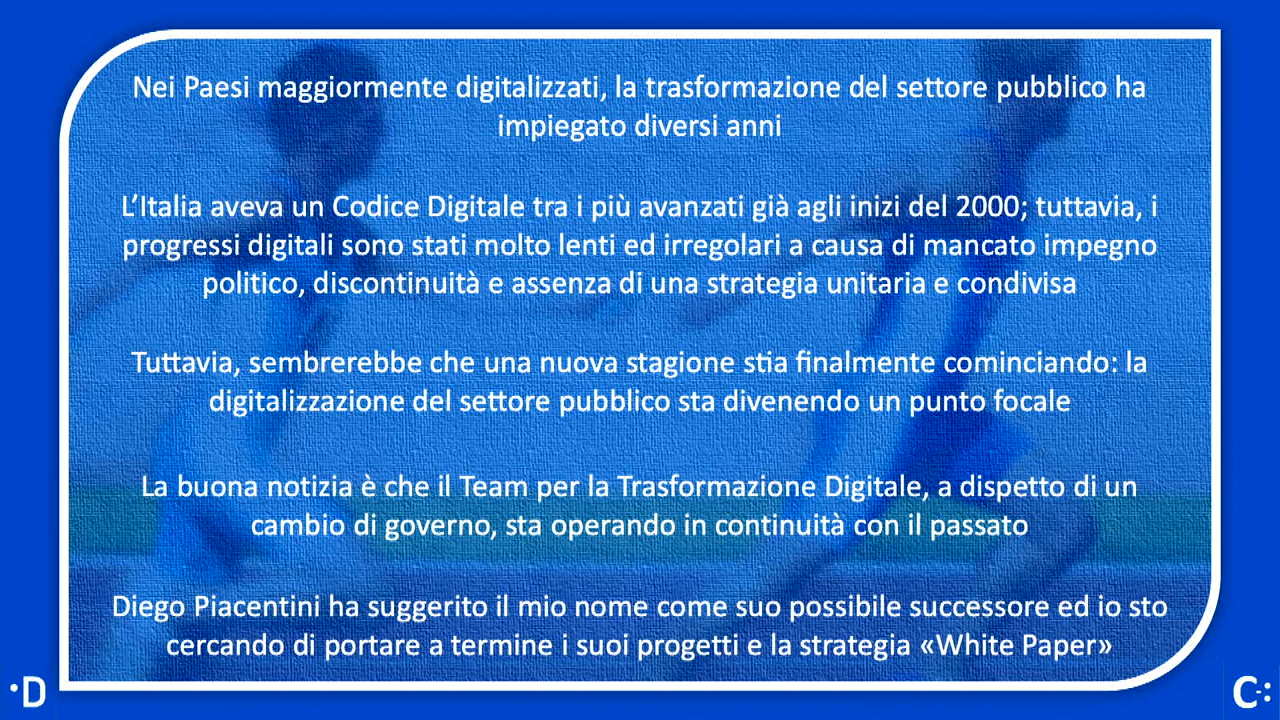 Nei Paesi maggiormente digitalizzati, la trasformazione del settore pubblico ha
impiegato diversi anni
L’Italia aveva un Codice Digitale tra i più avanzati già agli inizi del 2000; tuttavia, i
progressi digitali sono stati molto lenti ed irregolari a causa di mancato impegno
politico, discontinuità e assenza di una strategia unitaria e condivisa
Tuttavia, sembrerebbe che una nuova stagione stia finalmente cominciando: la
digitalizzazione del settore pubblico sta divenendo un punto focale
La buona notizia è che il Team per la Trasformazione Digitale, a dispetto di un
cambio di governo, sta operando in continuità con il passato
Diego Piacentini ha suggerito il mio nome come suo possibile successore ed io sto
cercando di portare a termine i suoi progetti e la strategia «White Paper»
·D
C:·